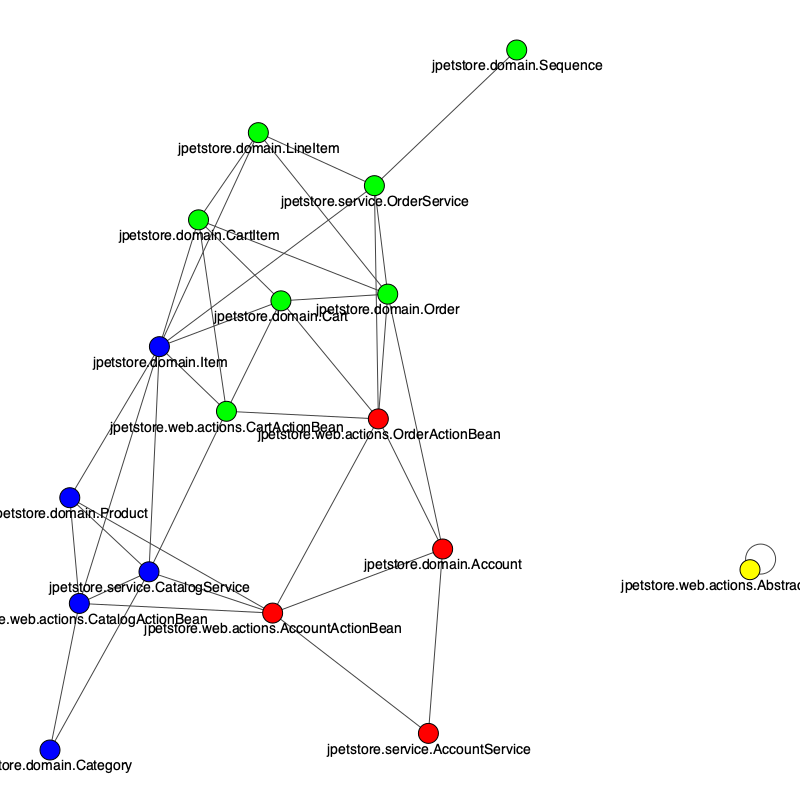 jpetstore.domain.Sequence
jpetstore.domain.LineItem
jpetstore.service.OrderService
jpetstore.domain.CartItem
jpetstore.domain.Cart
jpetstore.domain.Order
jpetstore.domain.Item
jpetstore.web.actions.CartActionBean
jpetstore.web.actions.OrderActionBean
petstore.domain.Product
jpetstore.domain.Account
jpetstore.service.CatalogService
jpetstore.web.actions.Abstrac
e.web.actions.CatalogActionBean
jpetstore.web.actions.AccountActionBean
jpetstore.service.AccountService
tore.domain.Category